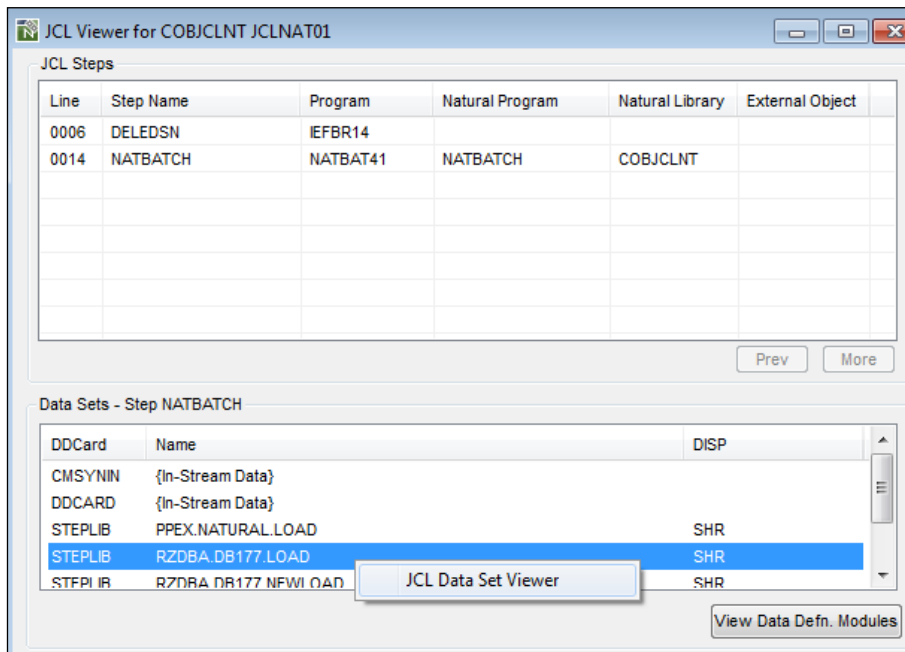 JCL Viewer for COBJCLNT JCLNAT01
JCL Steps
Line Step Name Program Natural Program Natural Library External Object
0006 DELEDSN IEFBR14
0014 NATBATCH NATBAT41 NATBATCH COBJCLNT
Prev More
Data Sets - Step NATBATCH
DDCard Name DISP
CMSYNIN {In-Stream Data}
DDCARD {In-Stream Data}
STEPLIB PPEX.NATURAL.LOAD SHR
STEPLIB RZDBA.DB177.LOAD SHR
JCL Data Set Viewer
STEPLIB RZDBA.DB177.NEWLOAD SHR
View Data Defn. Modules